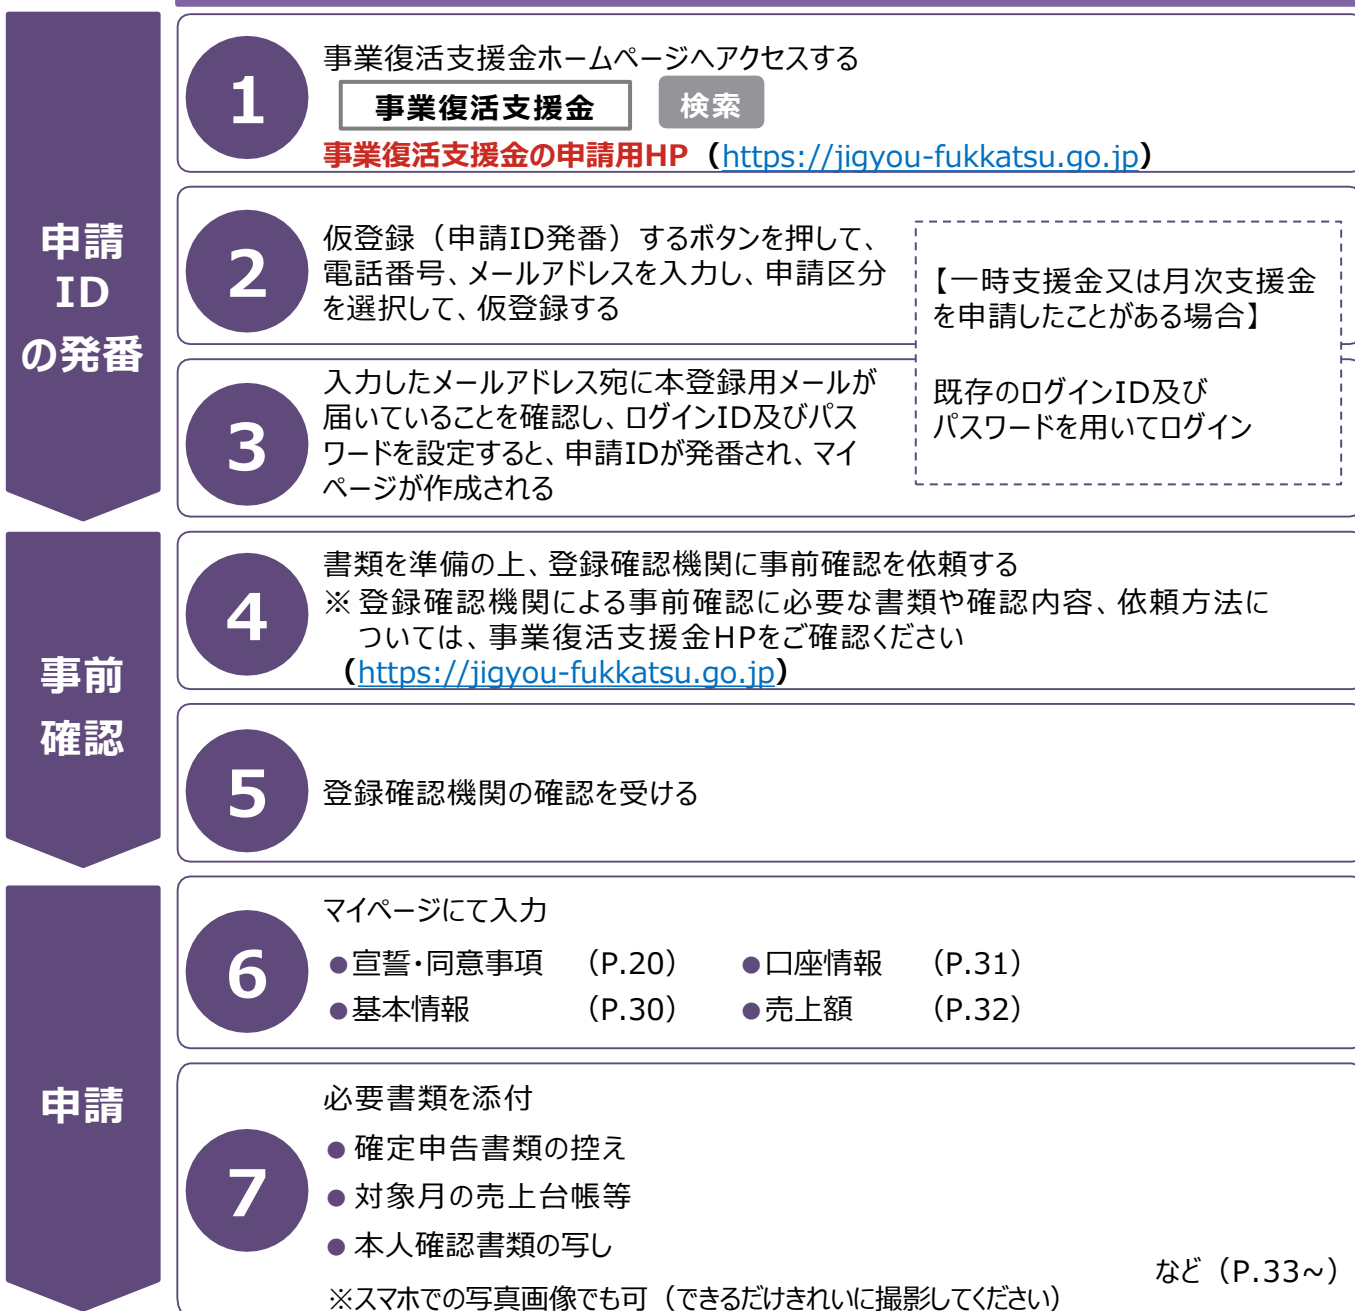 申請
ID
の発番
1
事業復活支援金ホームページへアクセスする
事業復活支援金 検索
事業復活支援金の申請用HP（https://jigyou-fukkatsu.go.jp）
2
仮登録（申請ID発番）するボタンを押して、
電話番号、メールアドレスを入力し、申請区分
を選択して、仮登録する
3
入力したメールアドレス宛に本登録用メールが
届いていることを確認し、ログインID及びパス
ワードを設定すると、申請IDが発番され、マイ
ページが作成される
【一時支援金又は月次支援金
を申請したことがある場合】
既存のログインID及び
パスワードを用いてログイン
事前
確認
4
書類を準備の上、登録確認機関に事前確認を依頼する
※登録確認機関による事前確認に必要な書類や確認内容、依頼方法に
ついては、事業復活支援金HPをご確認ください
（https://jigyou-fukkatsu.go.jp）
5
登録確認機関の確認を受ける
申請
6
マイページにて入力
●宣誓・同意事項 （P.20） ●口座情報 （P.31）
●基本情報 （P.30） ●売上額 （P.32）
7
必要書類を添付
●確定申告書類の控え
●対象月の売上台帳等
●本人確認書類の写し
など（P.33~）
※スマホでの写真画像でも可（できるだけきれいに撮影してください）